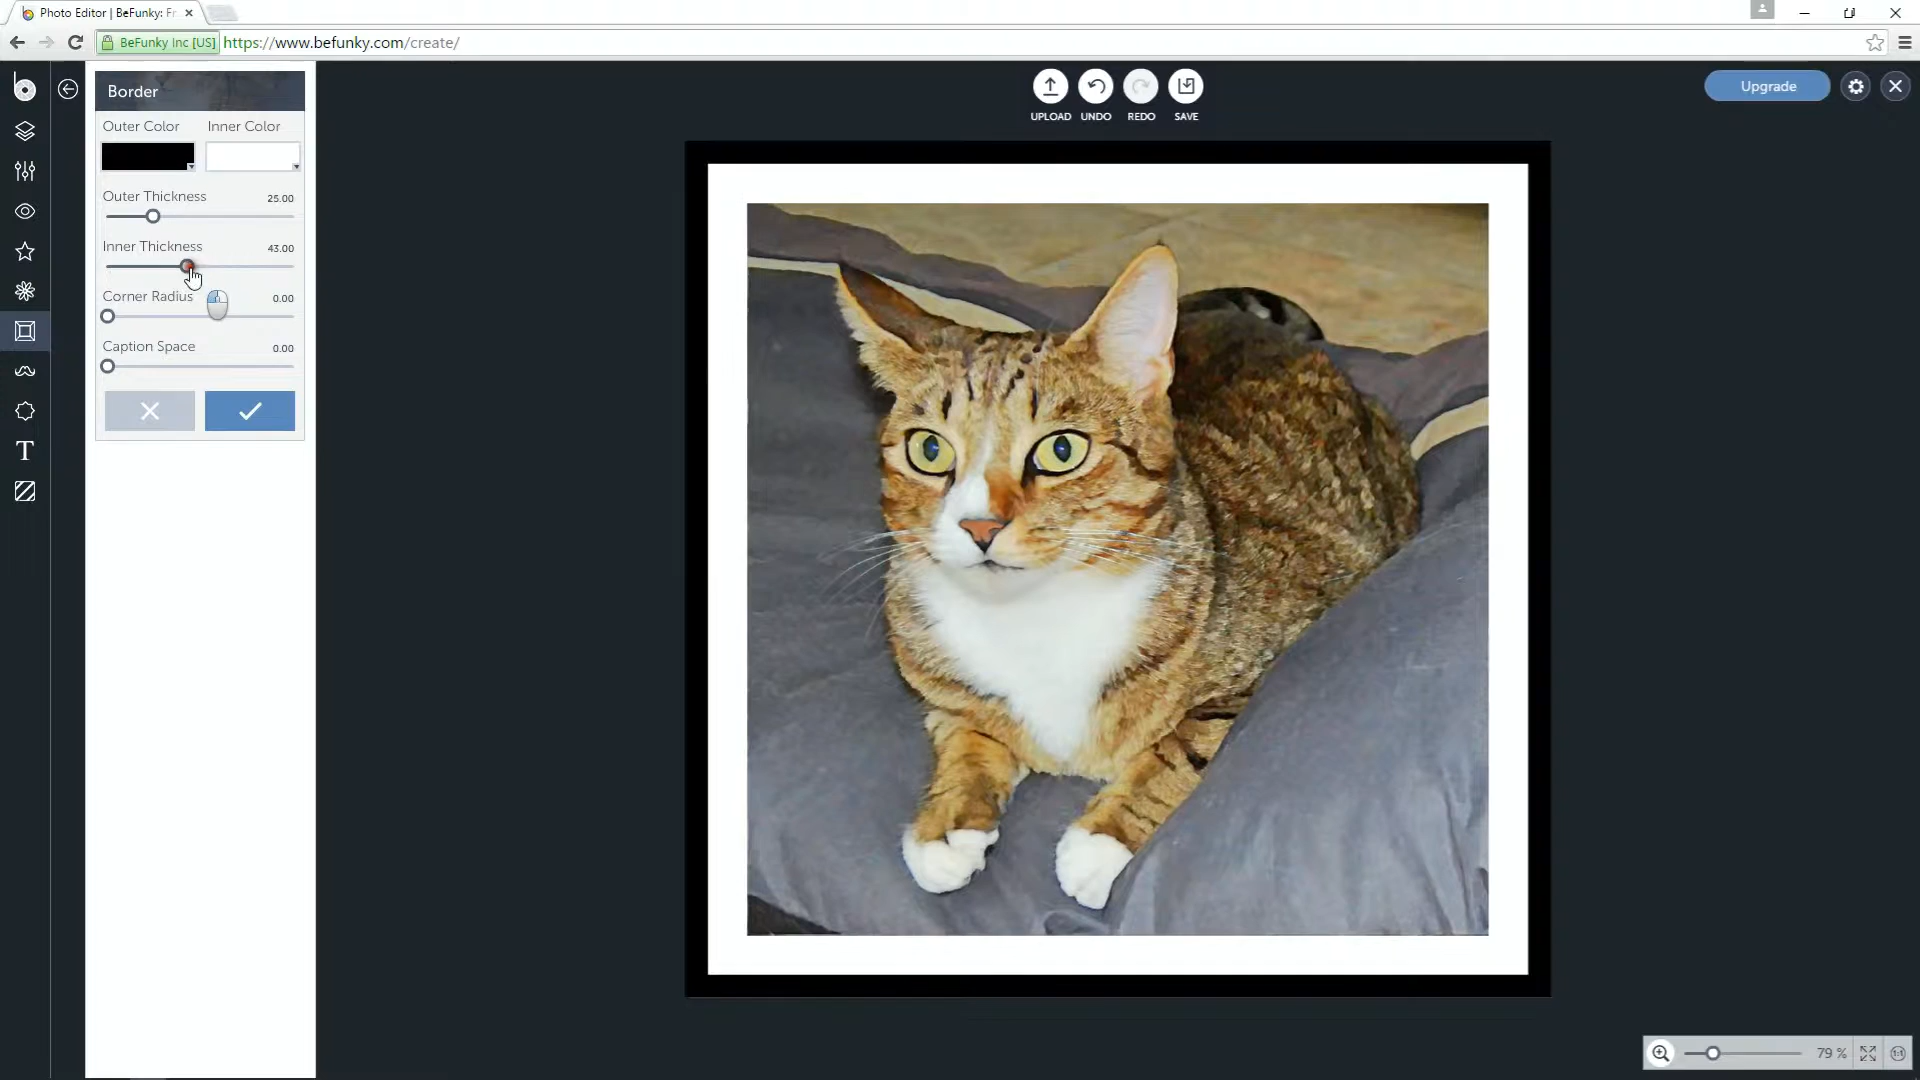 Photo Editor | BeFunky: Fr
BeFunky Inc [US] https://www.befunky.com/create/
Border
Outer Color Inner Color
Outer Thickness 25.00
Inner Thickness 43.00
Corner Radius 0.00
Caption Space 0.00
UPLOAD UNDO REDO SAVE
Upgrade
T
79 %
1:1